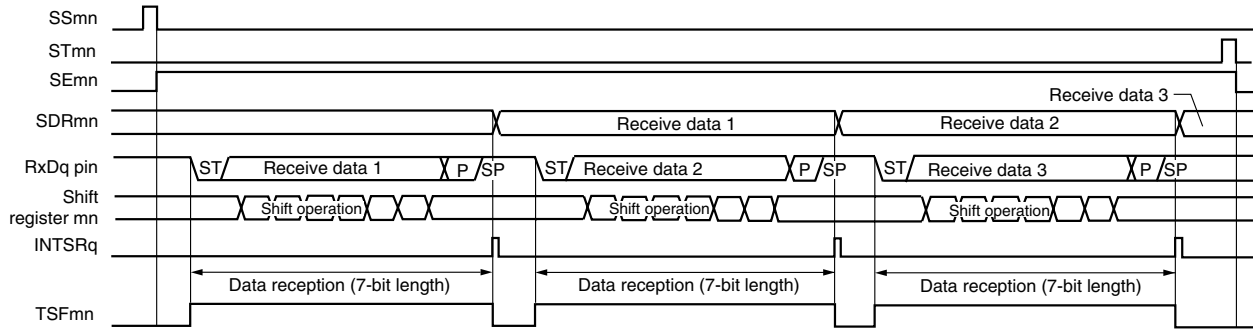 SSmn
STmn
SEmn
Receive data 3
SDRmn Receive data 1 Receive data 2
RxDq pin ST Receive data 1 P SP ST Receive data 2 P SP ST Receive data 3 P SP
Shift
register mn Shift operation Shift operation Shift operation
INTSRq
Data reception (7-bit length) Data reception (7-bit length) Data reception (7-bit length)
TSFmn